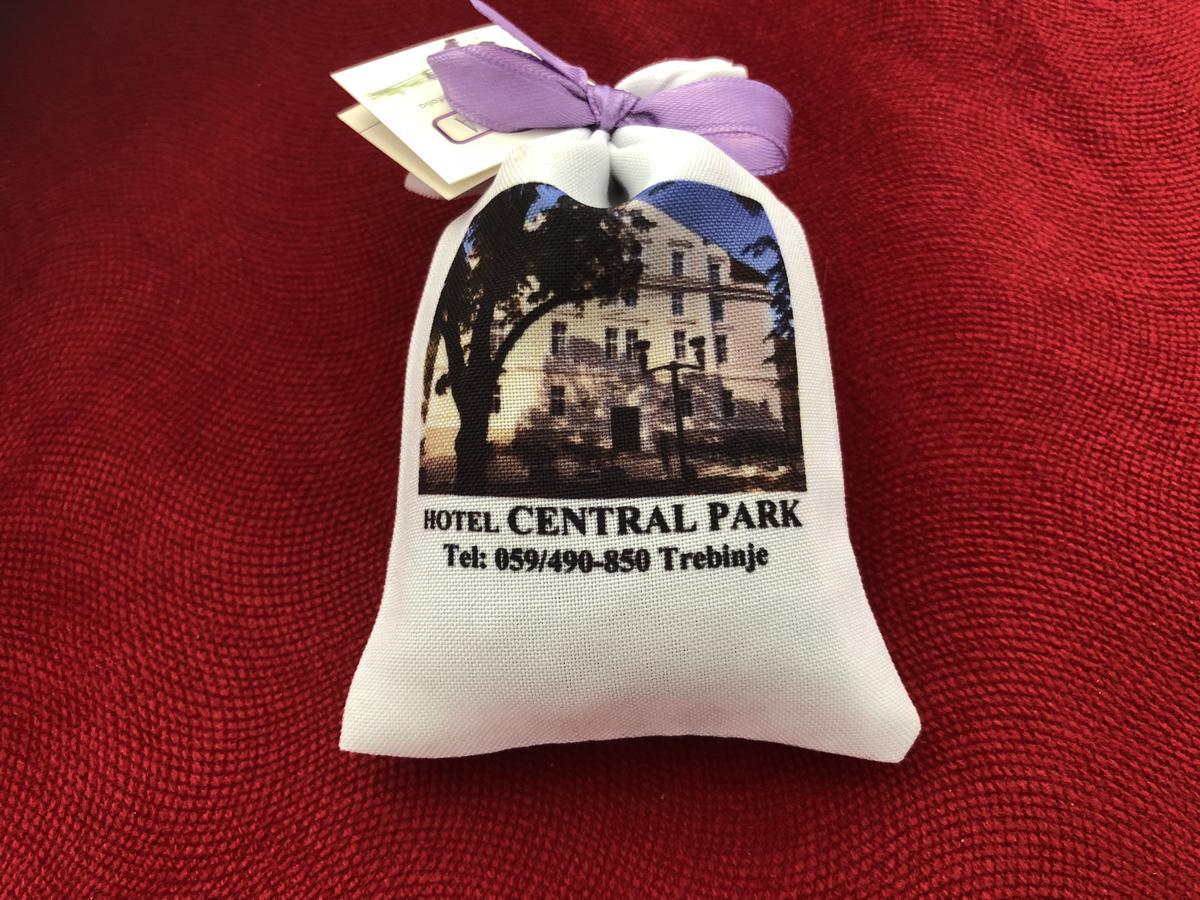 HOTEL CENTRAL PARK
Tel: 059/490-850 Trebinje